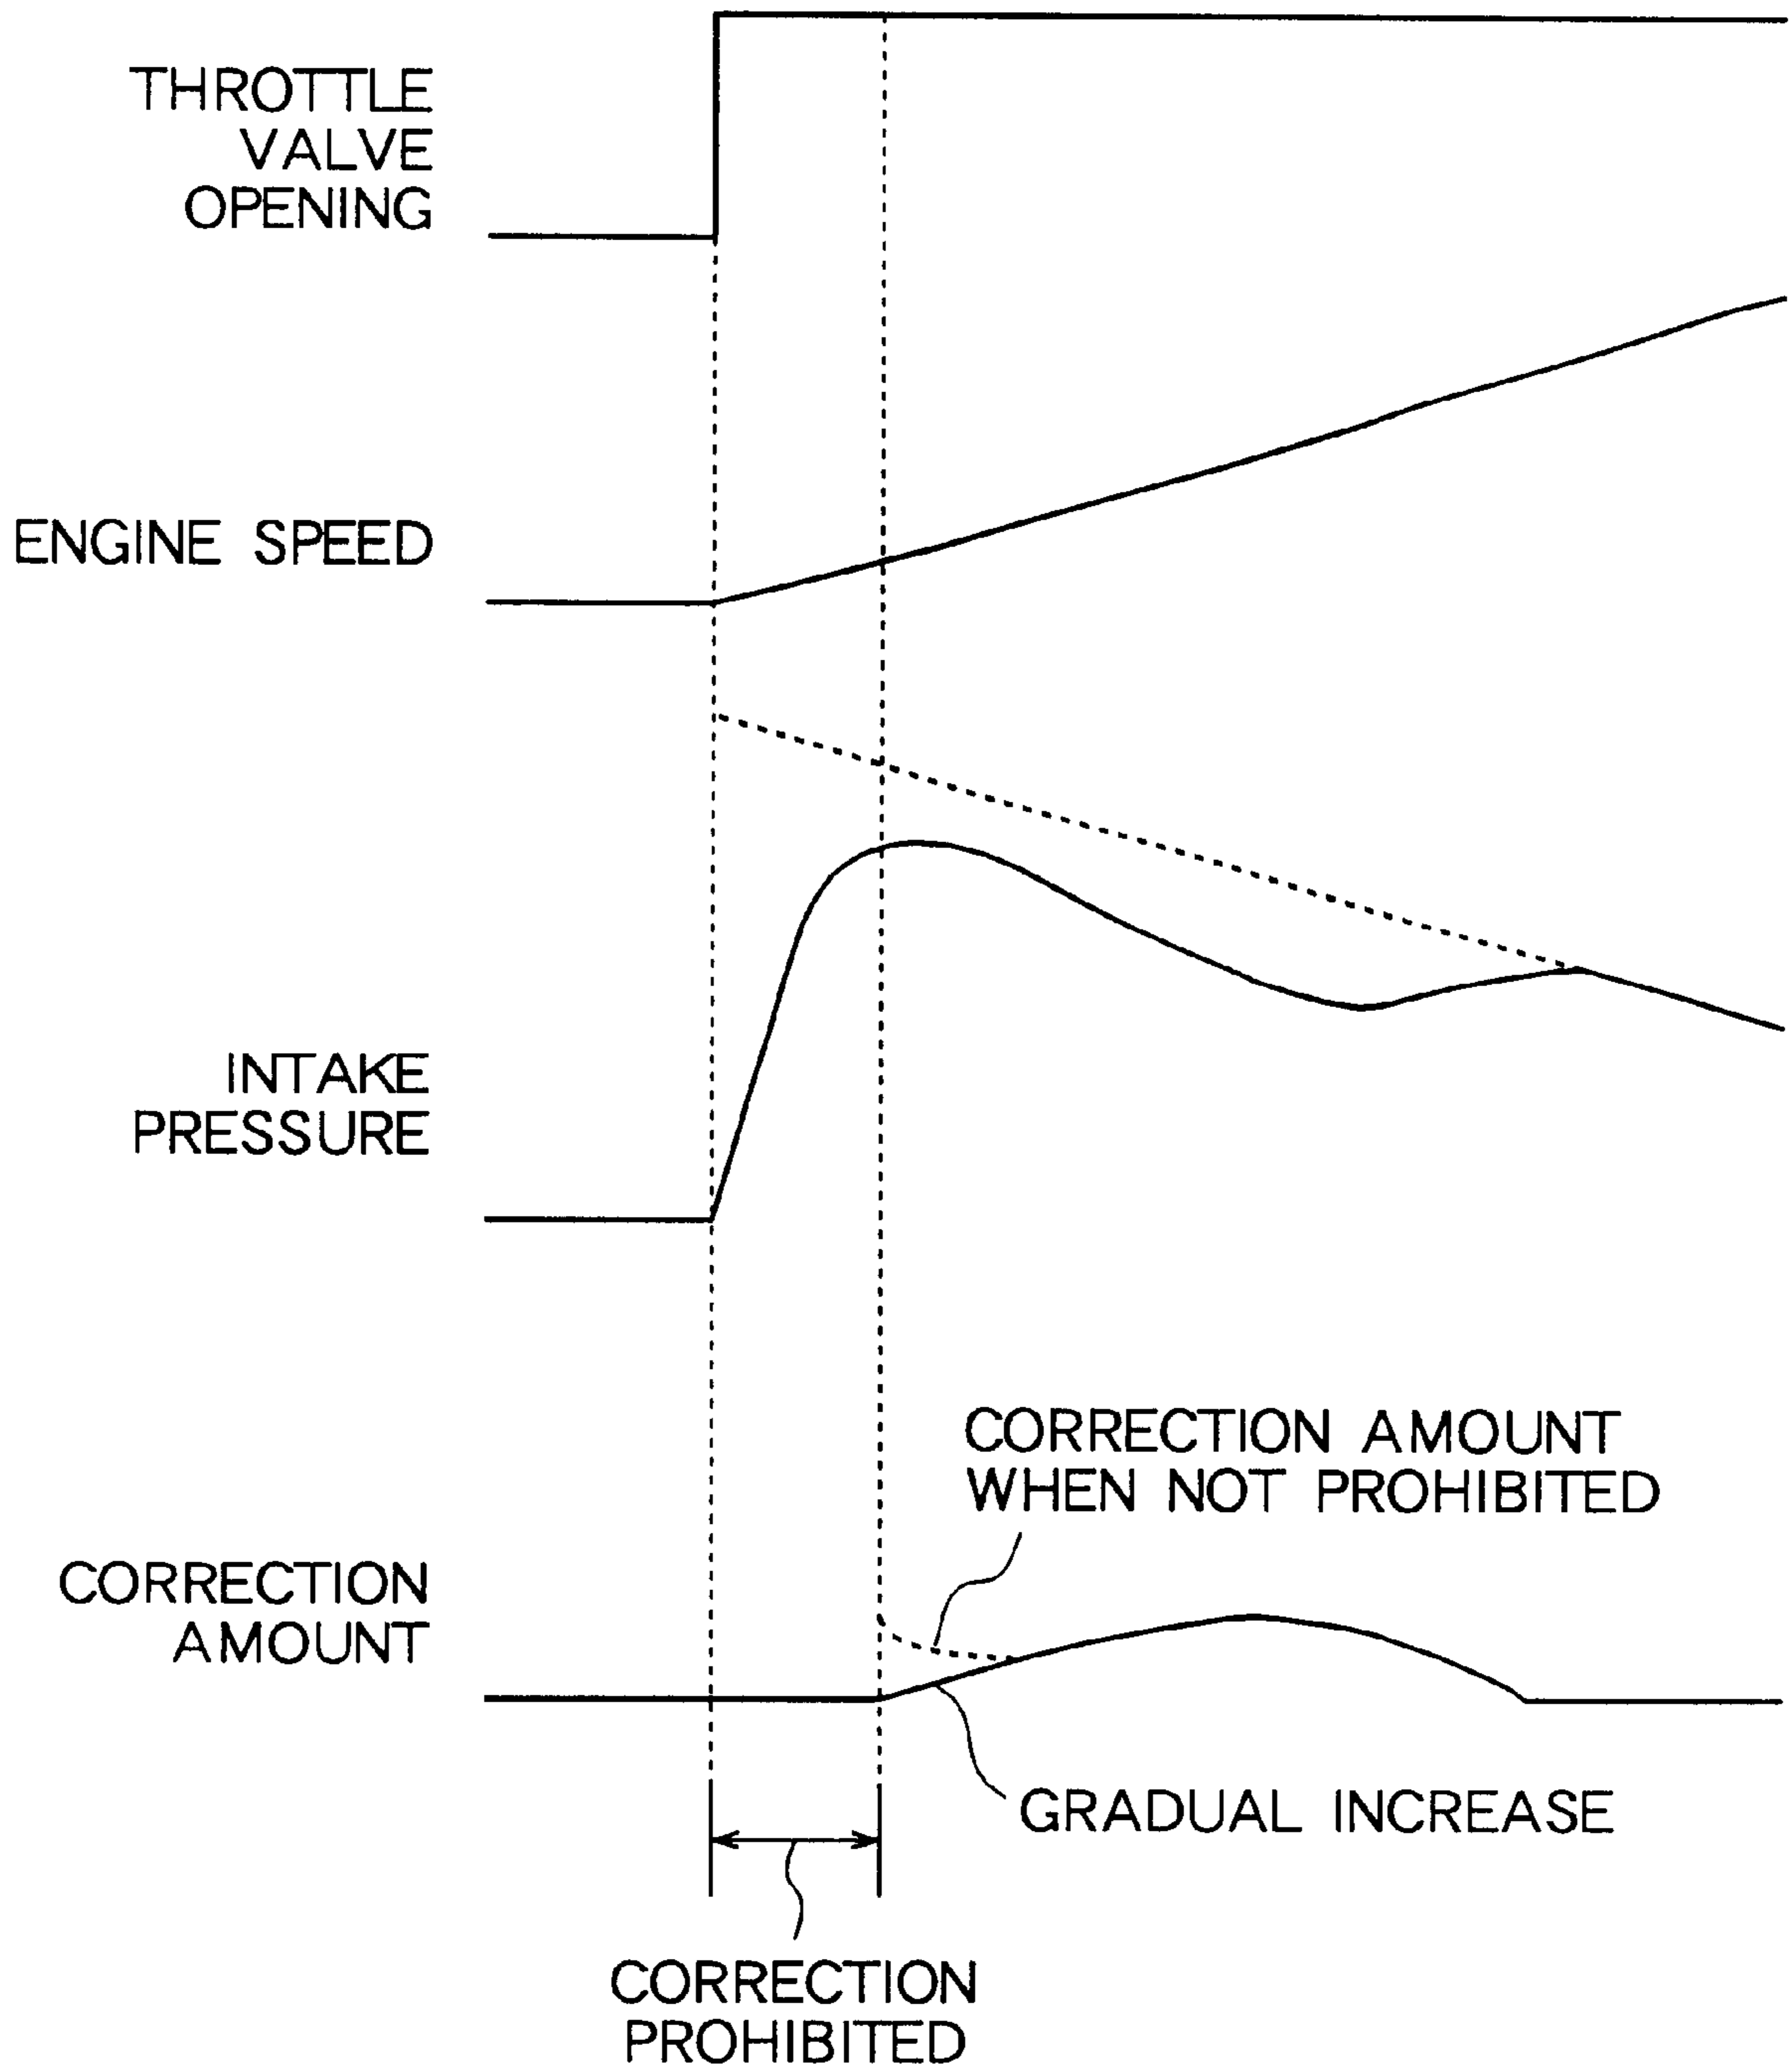 THROTTLE
VALVE
OPENING
ENGINE SPEED
INTAKE
PRESSURE
CORRECTION AMOUNT
WHEN NOT PROHIBITED
CORRECTION
AMOUNT
GRADUAL INCREASE
CORRECTION
PROHIBITED